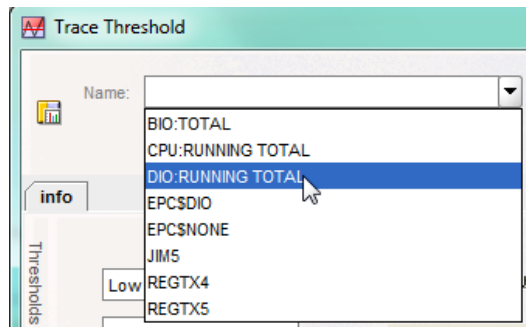 Trace Threshold
Name:
BIO:TOTAL
CPU:RUNNING TOTAL
DIO:RUNNING TOTAL
EPC$DIO
EPC$NONE
JIM5
REGTX4
REGTX5
info
Thresholds
Low